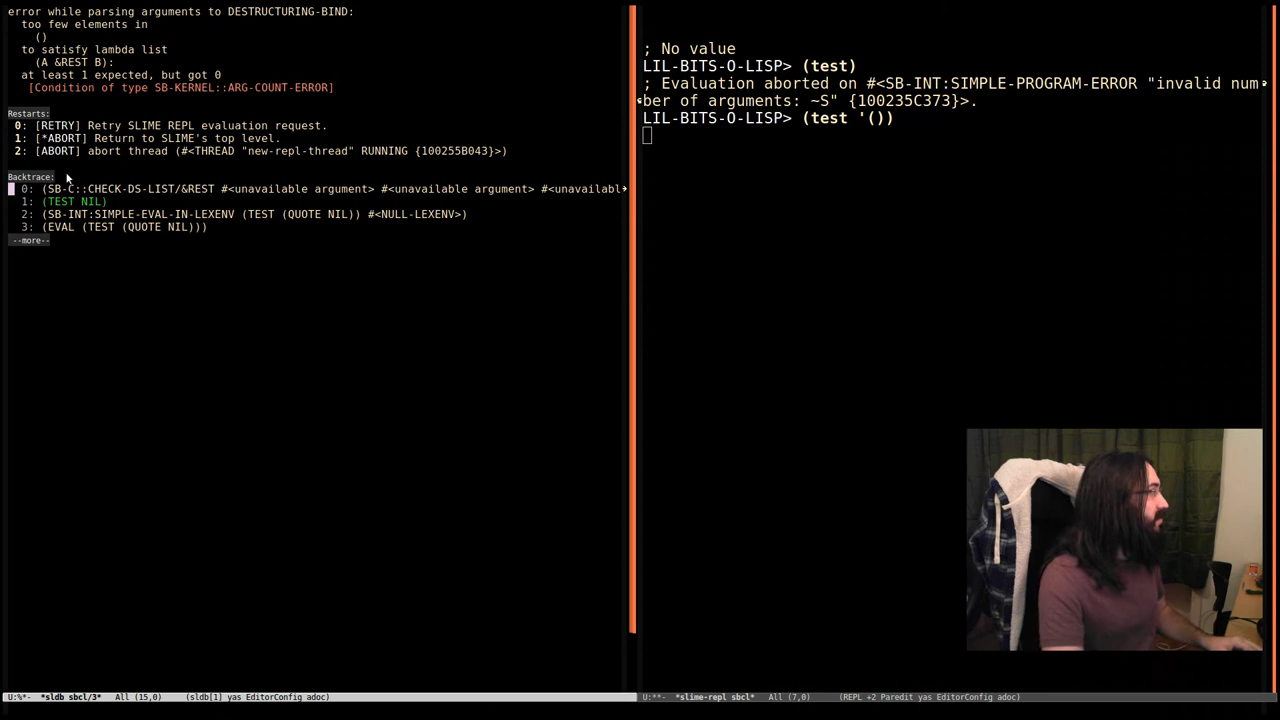 error while parsing arguments to DESTRUCTURING-BIND:
too few elements in
()
to satisfy lambda list
(A &REST B):
at least 1 expected, but got 0
[Condition of type SB-KERNEL::ARG-COUNT-ERROR]
Restarts:
0: [RETRY] Retry SLIME REPL evaluation request.
1: [*ABORT] Return to SLIME's top level.
2: [ABORT] abort thread (#<THREAD "new-repl-thread" RUNNING {100255B043}>)
Backtrace:
0: (SB-C::CHECK-DS-LIST/&REST #<unavailable argument> #<unavailable argument> #<unavailabl
1: (TEST NIL)
2: (SB-INT:SIMPLE-EVAL-IN-LEXENV (TEST (QUOTE NIL)) #<NULL-LEXENV>)
3: (EVAL (TEST (QUOTE NIL)))
--more--
U:%*- *sldb sbcl/3* All (15,0) (sldb[1] yas EditorConfig adoc)
; No value
LIL-BITS-O-LISP> (test)
; Evaluation aborted on #<SB-INT:SIMPLE-PROGRAM-ERROR "invalid num
ber of arguments: ~S" {100235C373}>.
LIL-BITS-O-LISP> (test '())
U:**- *slime-repl sbcl* All (7,0) (REPL +2 Paredit yas EditorConfig adoc)